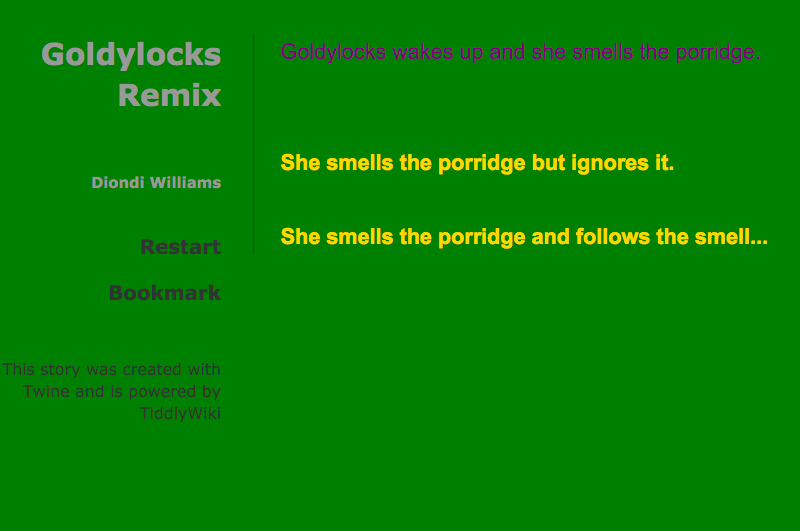 Goldylocks
Remix
Diondi Williams
Restart
Bookmark
This story was created with
Twine and is powered by
TiddlyWiki
Goldylocks wakes up and she smells the porridge.
She smells the porridge but ignores it.
She smells the porridge and follows the smell...